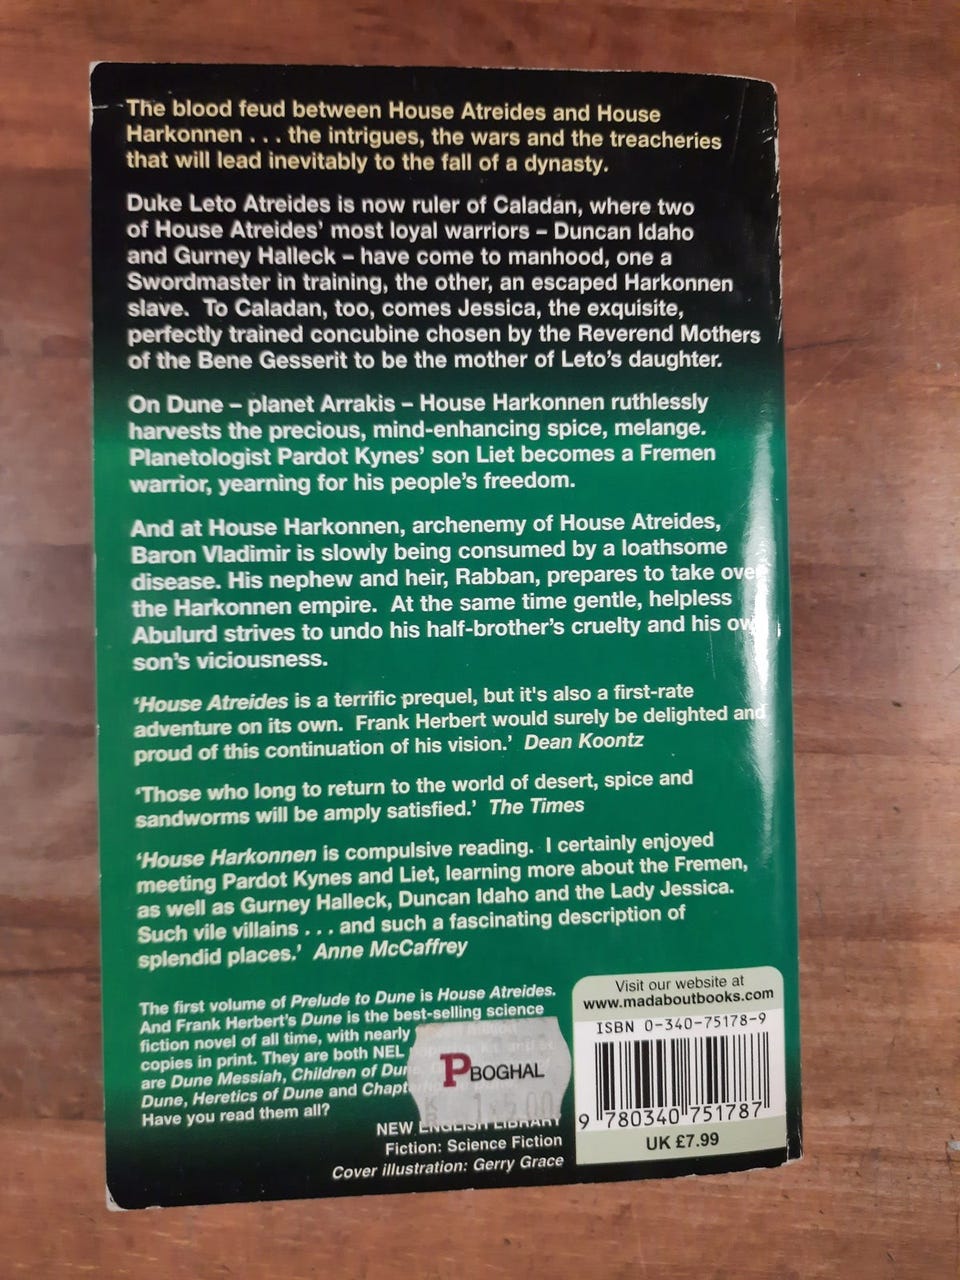 The blood feud between House Atreides and House
Harkonnen . . . the intrigues, the wars and the treacheries
that will lead inevitably to the fall of a dynasty.
Duke Leto Atreides is now ruler of Caladan, where two
of House Atreides' most loyal warriors – Duncan Idaho
and Gurney Halleck – have come to manhood, one a
Swordmaster in training, the other, an escaped Harkonnen
slave. To Caladan, too, comes Jessica, the exquisite,
perfectly trained concubine chosen by the Reverend Mothers
of the Bene Gesserit to be the mother of Leto's daughter.
On Dune – planet Arrakis – House Harkonnen ruthlessly
harvests the precious, mind-enhancing spice, melange.
Planetologist Pardot Kynes' son Liet becomes a Fremen
warrior, yearning for his people's freedom.
And at House Harkonnen, archenemy of House Atreides,
Baron Vladimir is slowly being consumed by a loathsome
disease. His nephew and heir, Rabban, prepares to take over
the Harkonnen empire. At the same time gentle, helpless
Abulurd strives to undo his half-brother's cruelty and his own
son's viciousness.
'House Atreides is a terrific prequel, but it's also a first-rate
adventure on its own. Frank Herbert would surely be delighted and
proud of this continuation of his vision.' Dean Koontz
'Those who long to return to the world of desert, spice and
sandworms will be amply satisfied.' The Times
'House Harkonnen is compulsive reading. I certainly enjoyed
meeting Pardot Kynes and Liet, learning more about the Fremen,
as well as Gurney Halleck, Duncan Idaho and the Lady Jessica.
Such vile villains . . . and such a fascinating description of
splendid places.' Anne McCaffrey
The first volume of Prelude to Dune is House Atreides.
And Frank Herbert's Dune is the best-selling science
fiction novel of all time, with nearly
copies in print. They are both NEL
are Dune Messiah, Children of Dune
Dune, Heretics of Dune and
Have you read them all?
P BOGHAL
NEW ENGLISH LIBRARY
Fiction: Science Fiction
Cover illustration: Gerry Grace
Visit our website at
www.madaboutbooks.com
ISBN 0-340-75178-9
9 780340 751787
UK £7.99